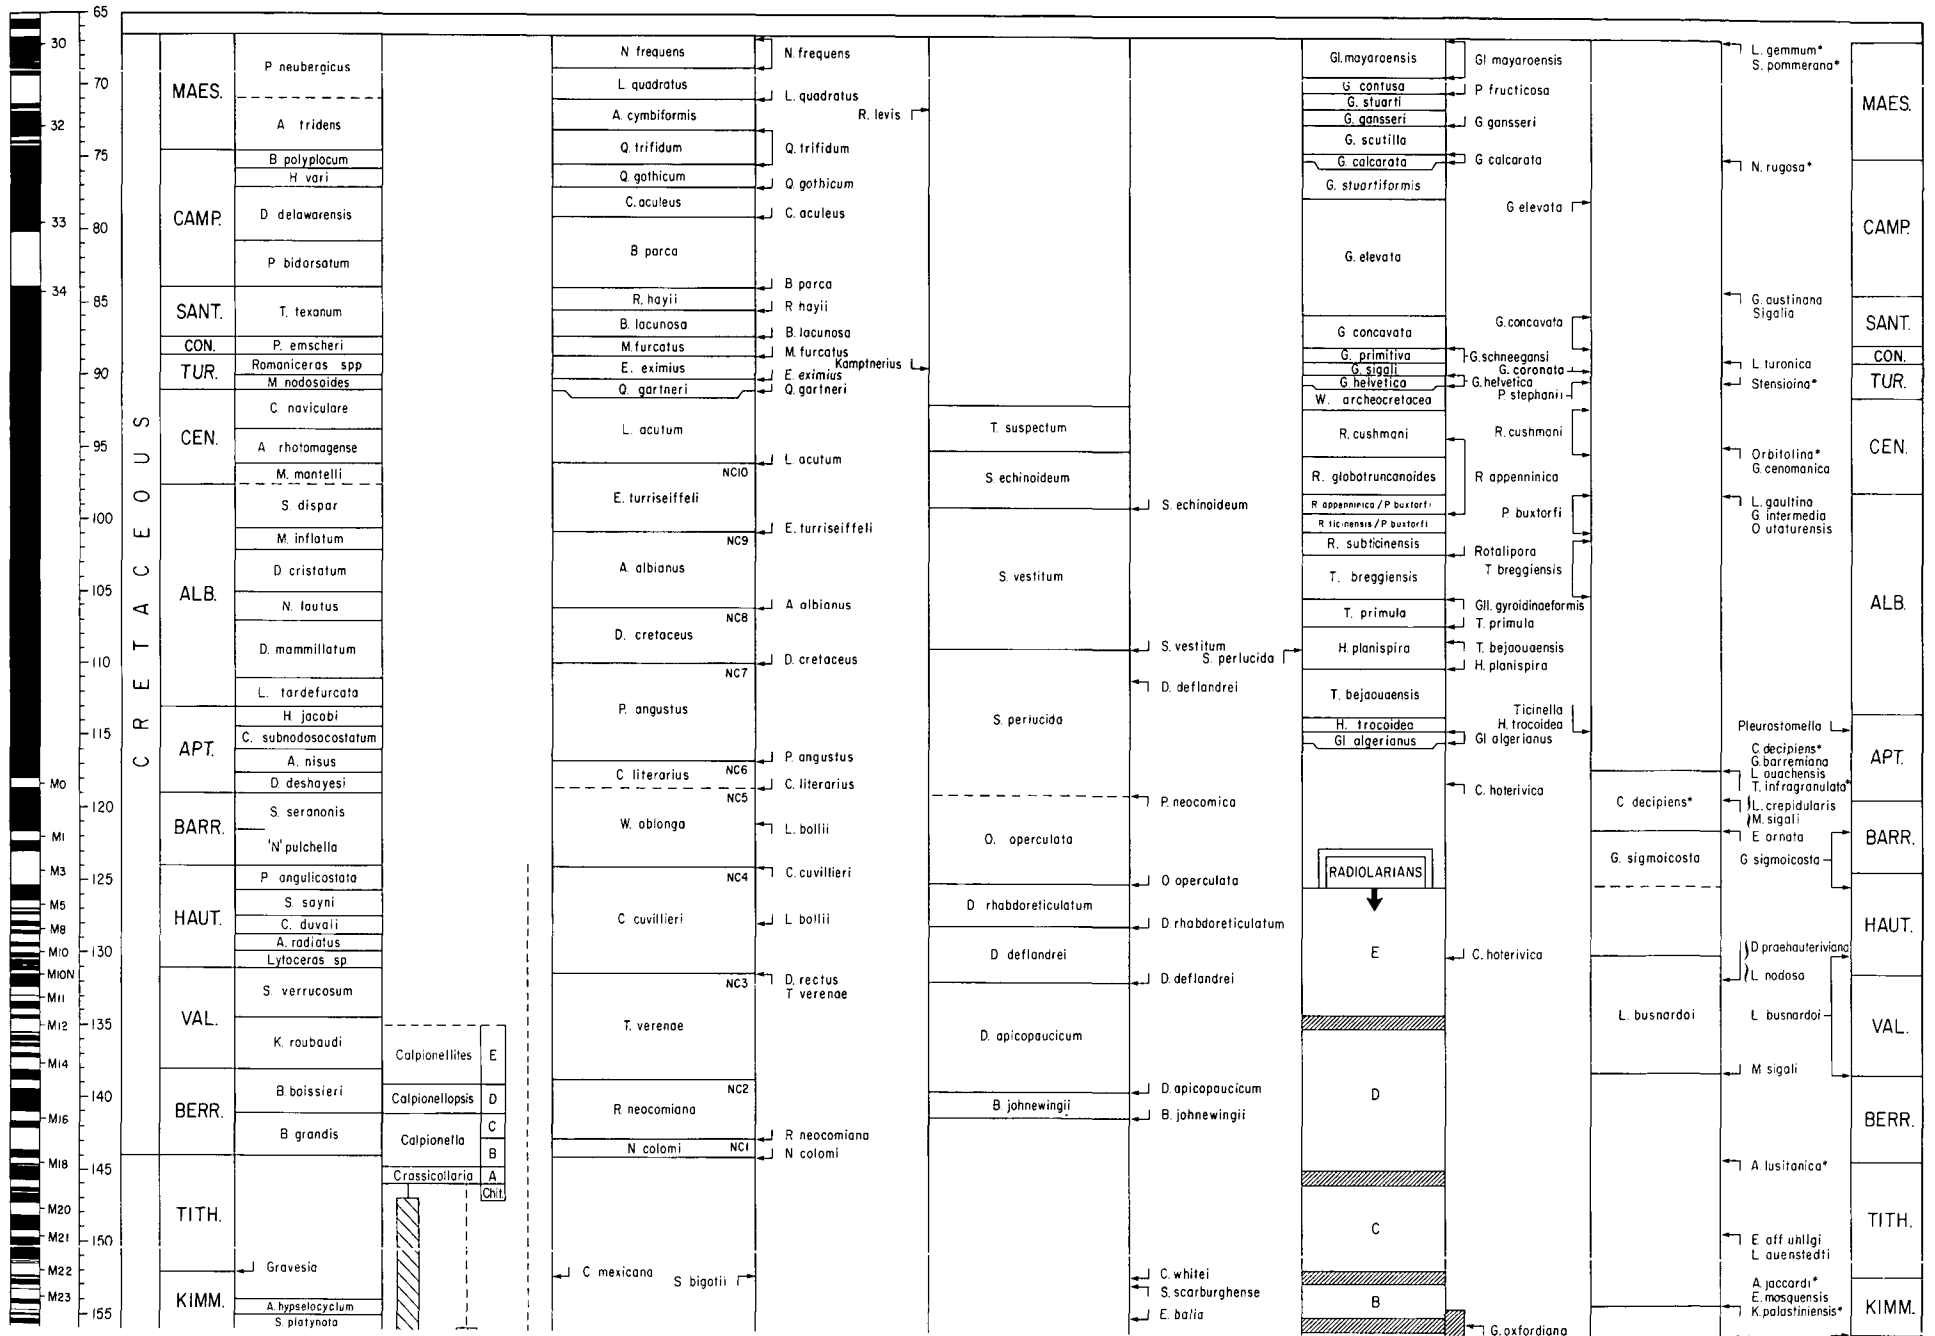 65
30
70
32
75
33
80
34
85
90
95
100
105
110
115
M0
120
M1
M3
125
M5
M8
M10
130
M10N
M11
M12
135
M14
140
M16
M18
145
M20
M21
150
M22
M23
155
CRETACEOUS
MAES.
CAMP.
SANT.
CON.
TUR.
CEN.
ALB.
APT.
BARR.
HAUT.
VAL.
BERR.
TITH.
KIMM.
P neubergicus
A tridens
B polyplocum
H vari
D delawarensis
P bidorsatum
T. texanum
P. emscheri
Romaniceras spp
M nodosoides
C naviculare
A rhotomagense
M. mantelli
S. dispar
M. inflatum
D. cristatum
N. lautus
D. mammillatum
L. tardefurcata
H jacobi
C. subnodosocostatum
A. nisus
D deshayesi
S. seranonis
'N' pulchella
P angulicostata
S. sayni
C. duvali
A. radiatus
Lytoceras sp
S. verrucosum
K. roubaudi
B boissieri
B grandis
Gravesia
A. hypselocyclum
S. platynota
Calpionellites E
Calpionellopsis D
Calpionella
C
B
Crassicollaria A
Chit.
N frequens
L. quadratus
A. cymbiformis
Q. trifidum
Q. gothicum
C. aculeus
B parca
R. hayii
B. lacunosa
M. furcatus
E. eximius
Q. gartneri
L. acutum
NC10
E. turriseiffeli
NC9
A. albianus
NC8
D. cretaceus
NC7
P. angustus
NC6
C literarius
NC5
W. oblonga
NC4
C cuvillieri
NC3
T. verenae
NC2
R neocomiana
NC1
N colomi
N. frequens
L. quadratus
Q. trifidum
Q. gothicum
C. aculeus
B parca
R hayii
B. lacunosa
M. furcatus
E. eximius
Q. gartneri
L. acutum
E. turriseiffeli
A albianus
D. cretaceus
P. angustus
C. literarius
L. bollii
C. cuvillieri
L bollii
D. rectus
T verenae
R neocomiana
N colomi
C mexicana
S bigotii
R. levis
Kamptnerius
T. suspectum
S. echinoideum
S. vestitum
S. perlucida
O. operculata
D rhabdoreticulatum
D deflandrei
D. apicopaucicum
B. johnewingii
S. echinoideum
S. vestitum
S. perlucida
D. deflandrei
P. neocomica
O operculata
D. rhabdoreticulatum
D. deflandrei
D. apicopaucicum
B. johnewingii
C. whitei
S. scarburghense
E. balia
Gl. mayaroensis
G contusa
G. stuarti
G. gansseri
G. scutilla
G. calcarata
G. stuartiformis
G. elevata
G concavata
G. primitiva
G. sigali
G helvetica
W. archeocretacea
R. cushmani
R. globotruncanoides
R appenninica / P buxtorfi
R ticinensis / P buxtorfi
R. subticinensis
T. breggiensis
T. primula
H. planispira
T. bejaouaensis
H. trocoidea
Gl algerianus
RADIOLARIANS
E
D
C
B
Gl mayaroensis
P fructicosa
G gansseri
G calcarata
G elevata
G. concavata
G. schneegansi
G. coronata
G. helvetica
P. stephanii
R. cushmani
R appenninica
P buxtorfi
Rotalipora
T breggiensis
Gll. gyroidinaeformis
T. primula
T. bejaouaensis
H. planispira
Ticinella
H. trocoidea
Gl algerianus
C. hoterivica
C. hoterivica
G. oxfordiana
C decipiens*
G. sigmoicosta
L. busnardoi
L. gemmum*
S. pommerana*
N. rugosa*
G. austinana
Sigalia
L. turonica
Stensioina*
Orbitolina*
G. cenomanica
L. gaultina
G. intermedia
O utaturensis
Pleurostomella
C decipiens*
G. barremiana
L ouachensis
T. infragranulata*
L. crepidularis
M. sigali
E ornata
G sigmoicosta
D praehauteriviana
L nodosa
L busnardoi
M sigali
A. lusitanica*
E aff uhligi
L quenstedti
A. jaccardi*
E. mosquensis
K. palastiniensis*
MAES.
CAMP.
SANT.
CON.
TUR.
CEN.
ALB.
APT.
BARR.
HAUT.
VAL.
BERR.
TITH.
KIMM.